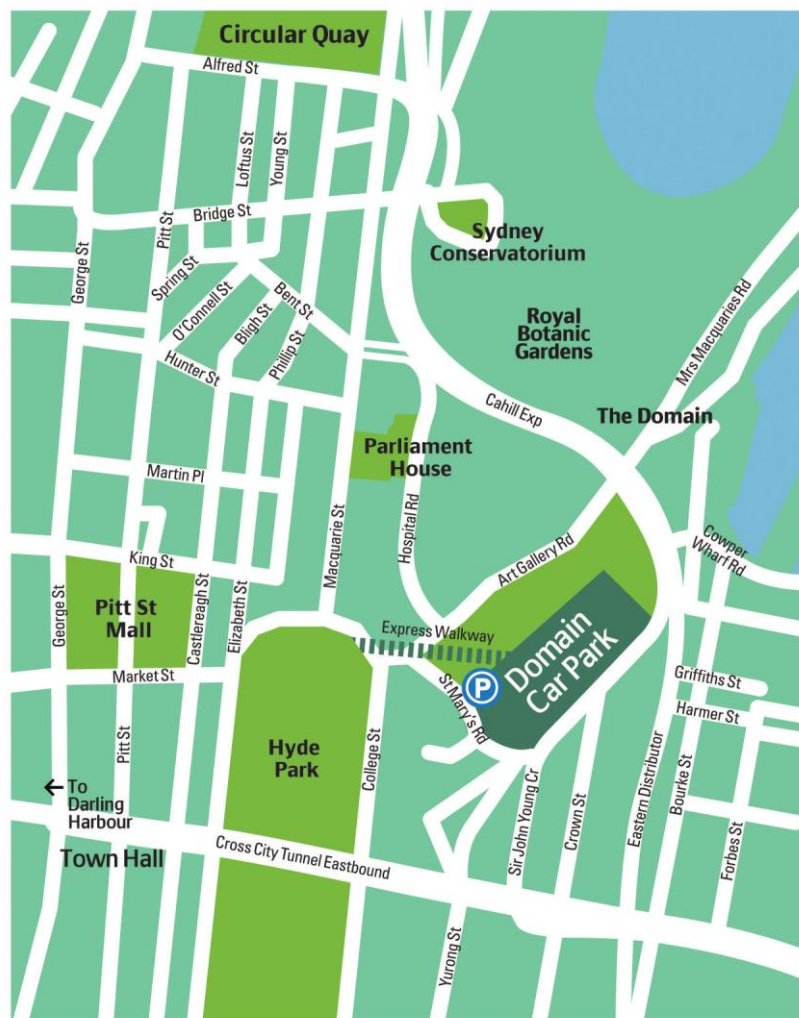 Circular Quay
Alfred St
Loftus St
Young St
Bridge St
Pitt St
George St
Spring St
O'Connell St
Bligh St
Bent St
Phillip St
Hunter St
Sydney
Conservatorium
Royal
Botanic
Gardens
Mrs Macquaries Rd
Cahill Exp
The Domain
Parliament
House
Martin Pl
Macquarie St
Hospital Rd
Art Gallery Rd
Cowper
Wharf Rd
King St
George St
Pitt St
Mall
Castlereagh St
Elizabeth St
Express Walkway
Domain
Car Park
P
Market St
St Mary's Rd
Griffiths St
Harmer St
Pitt St
Hyde
Park
College St
← To
Darling
Harbour
Town Hall
Cross City Tunnel Eastbound
Sir John Young Cr
Crown St
Eastern Distributor
Bourke St
Forbes St
Yurong St